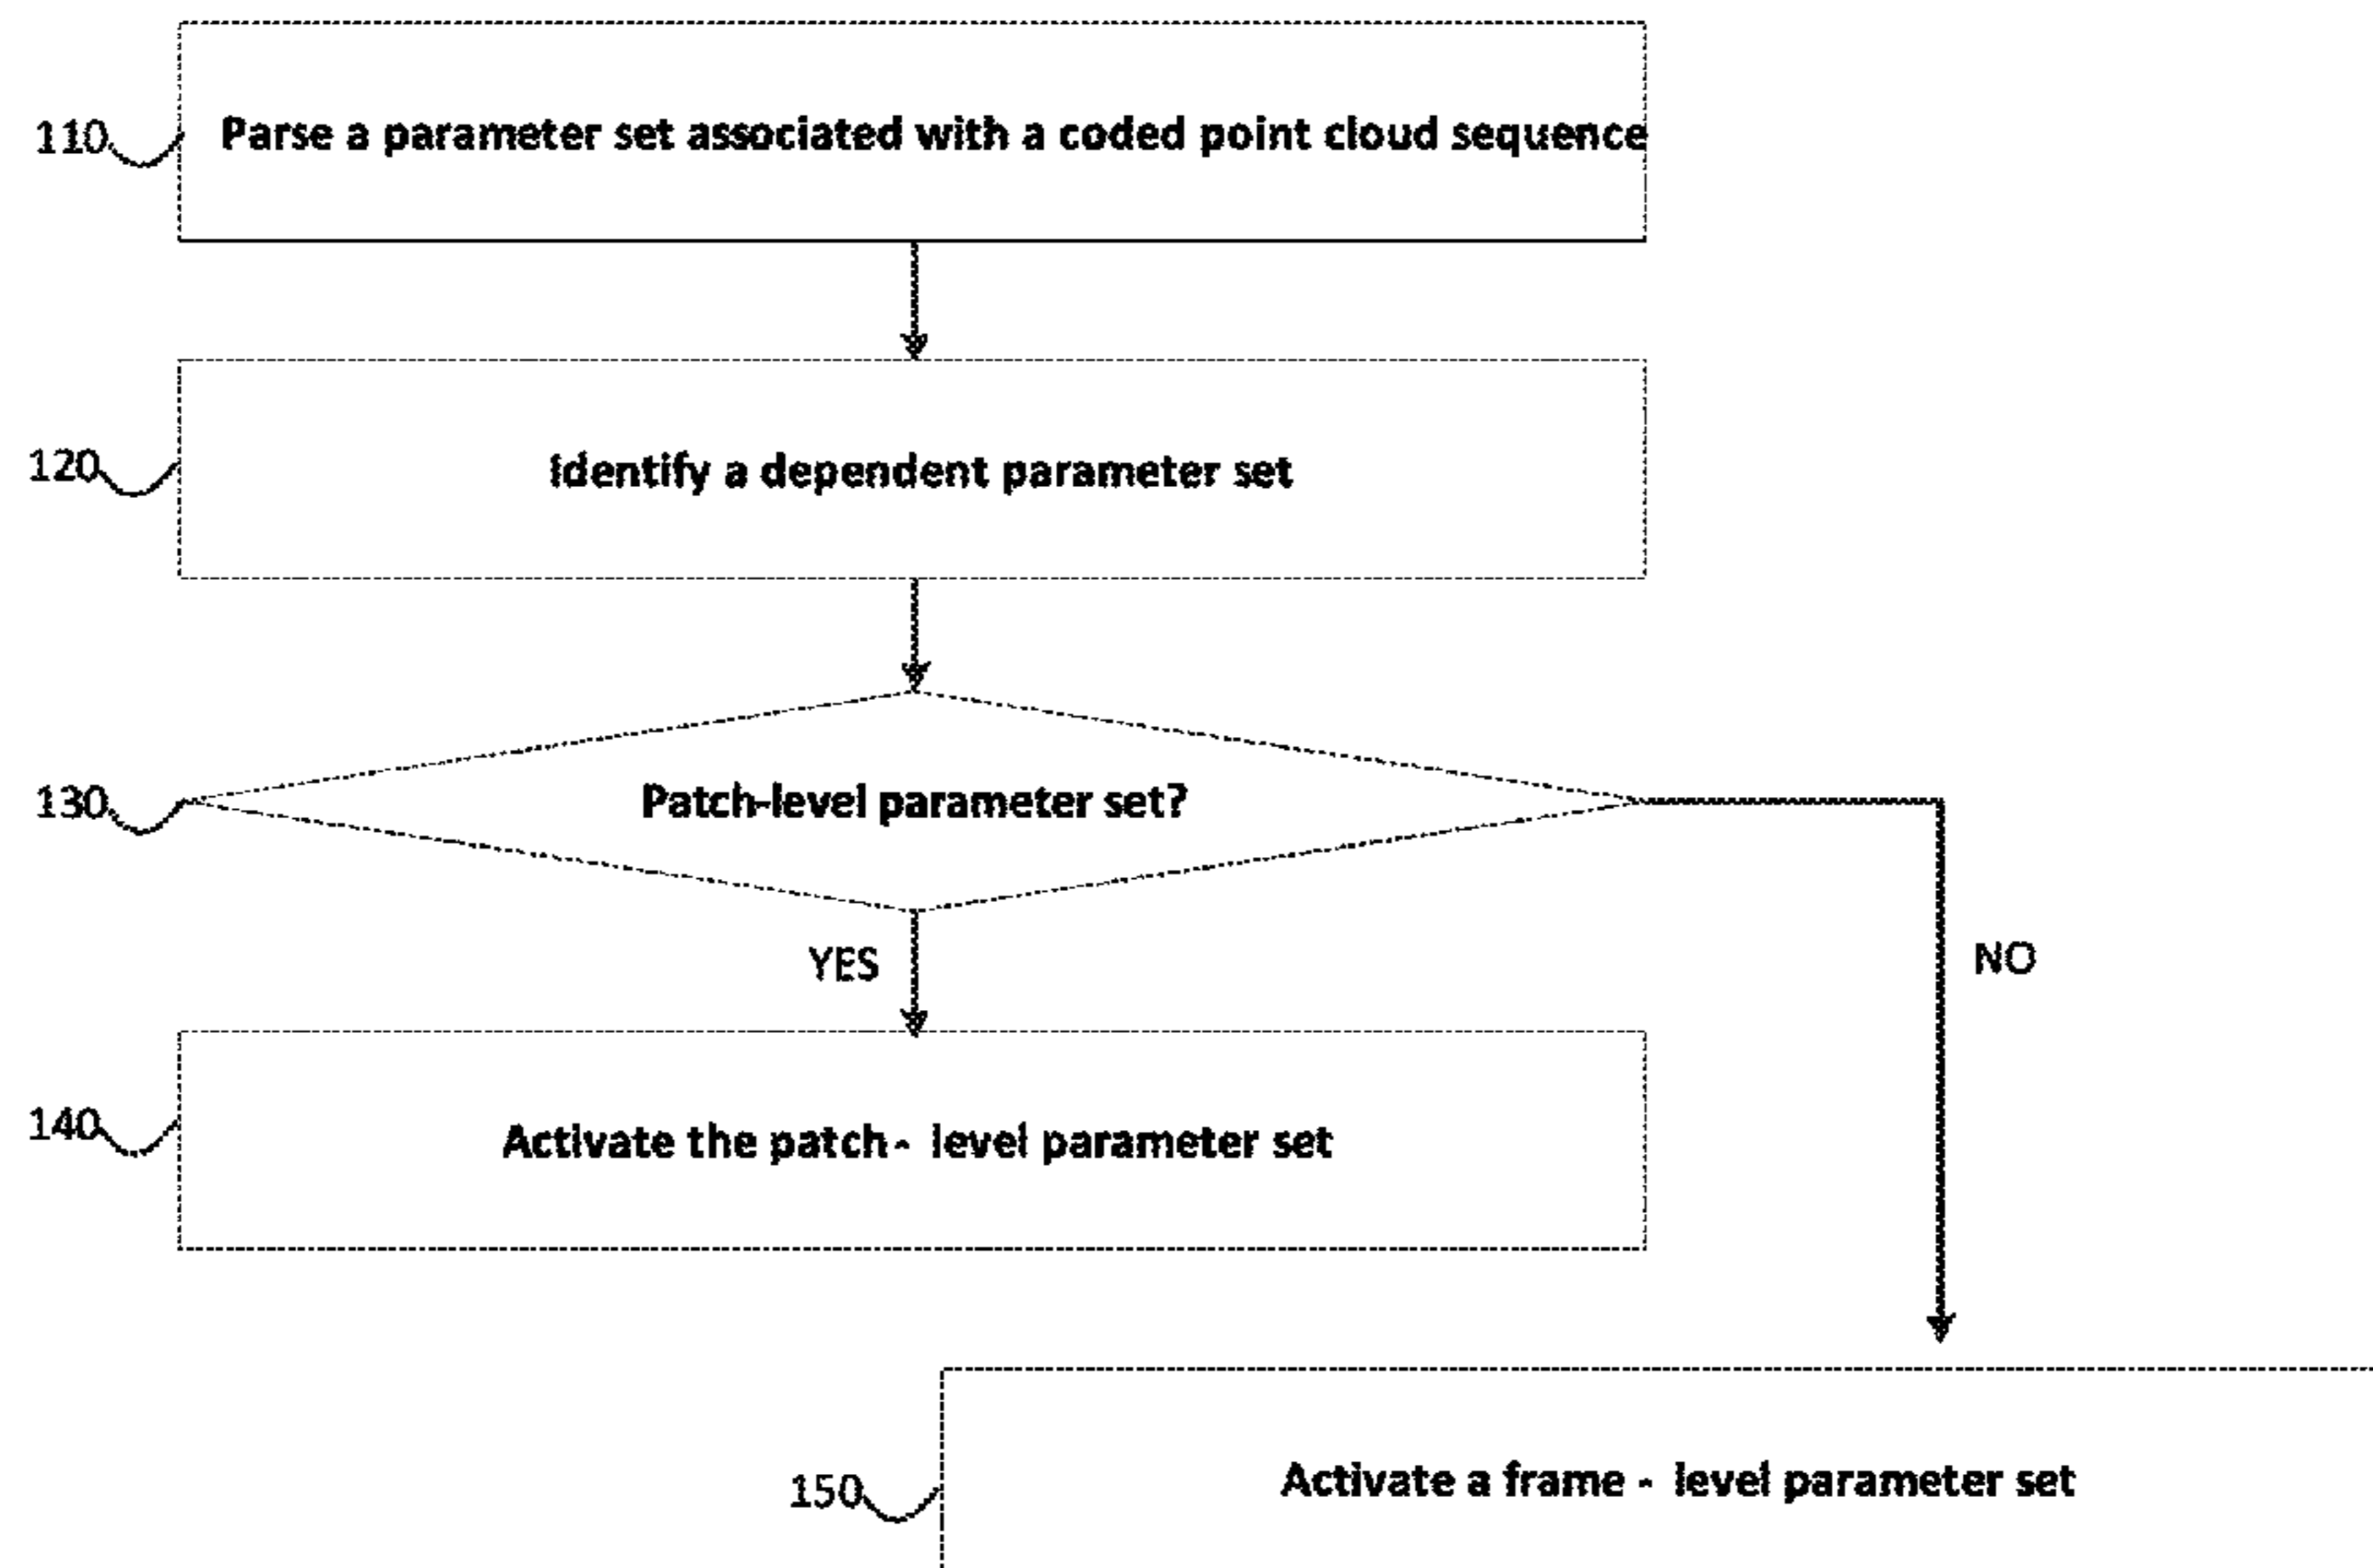 110 Parse a parameter set associated with a coded point cloud sequence
120 Identify a dependent parameter set
130 Patch-level parameter set?
YES
NO
140 Activate the patch - level parameter set
150 Activate a frame - level parameter set